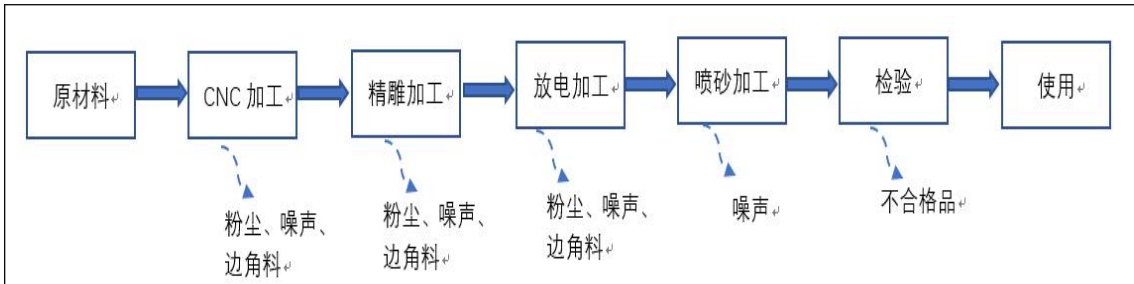 原材料
CNC 加工
精雕加工
放电加工
喷砂加工
检验
使用
粉尘、噪声、
边角料
粉尘、噪声、
边角料
粉尘、噪声、
边角料
噪声
不合格品